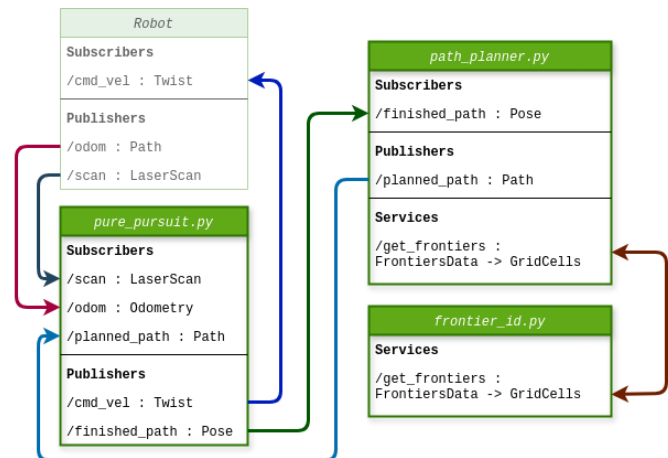 Robot
Subscribers
/cmd_vel : Twist
Publishers
/odom : Path
/scan : LaserScan
pure_pursuit.py
Subscribers
/scan : LaserScan
/odom : Odometry
/planned_path : Path
Publishers
/cmd_vel : Twist
/finished_path : Pose
path_planner.py
Subscribers
/finished_path : Pose
Publishers
/planned_path : Path
Services
/get_frontiers :
FrontiersData -> GridCells
frontier_id.py
Services
/get_frontiers :
FrontiersData -> GridCells